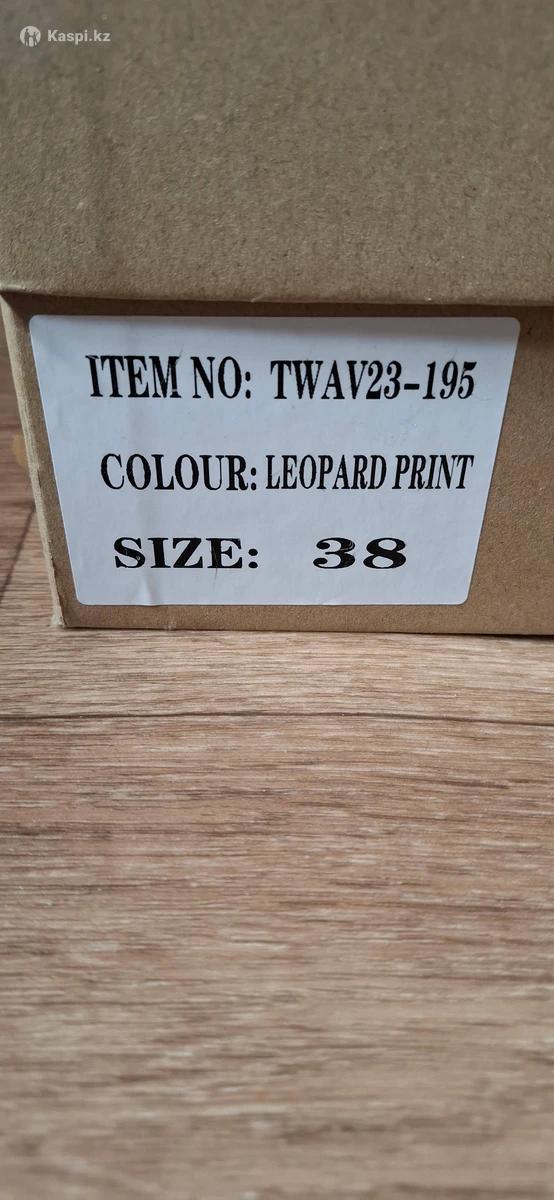 Kaspi.kz
ITEM NO: TWAV23-195
COLOUR: LEOPARD PRINT
SIZE: 38